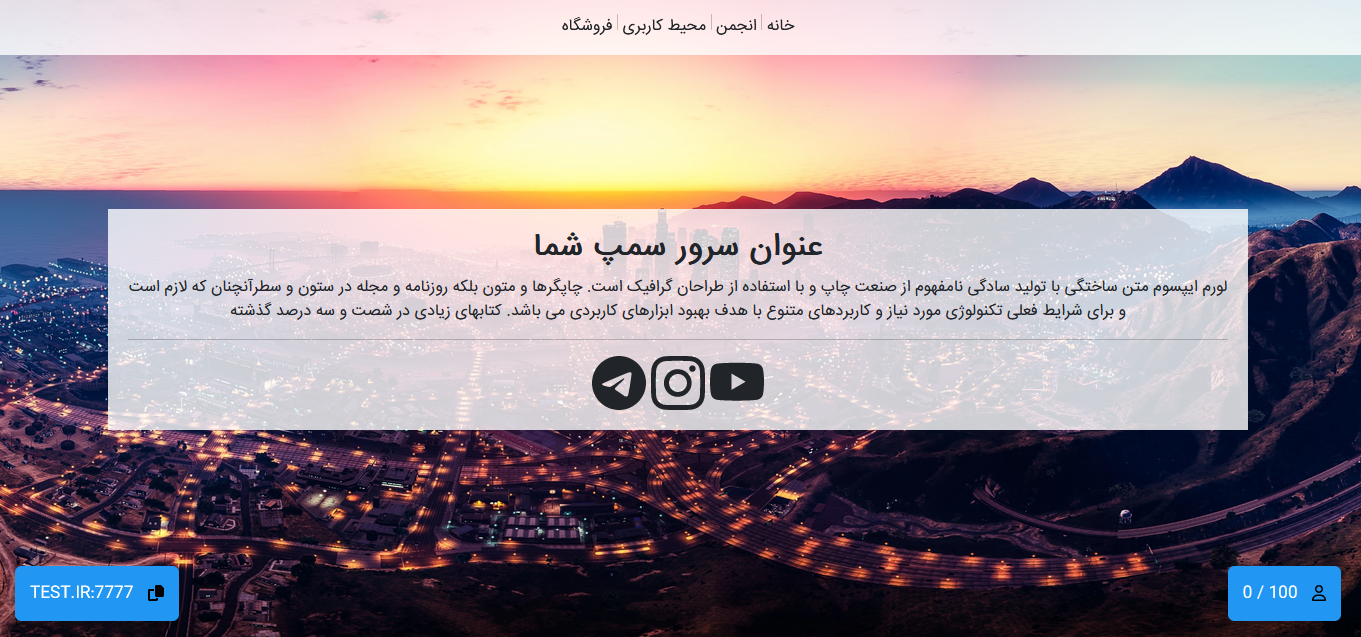 خانه | انجمن | محیط کاربری | فروشگاه
عنوان سرور سمپ شما
لورم ایپسوم متن ساختگی با تولید سادگی نامفهوم از صنعت چاپ و با استفاده از طراحان گرافیک است. چاپگرها و متون بلکه روزنامه و مجله در ستون و سطرآنچنان که لازم است
و برای شرایط فعلی تکنولوژی مورد نیاز و کاربردهای متنوع با هدف بهبود ابزارهای کاربردی می باشد. کتابهای زیادی در شصت و سه درصد گذشته
TEST.IR:7777
0 / 100